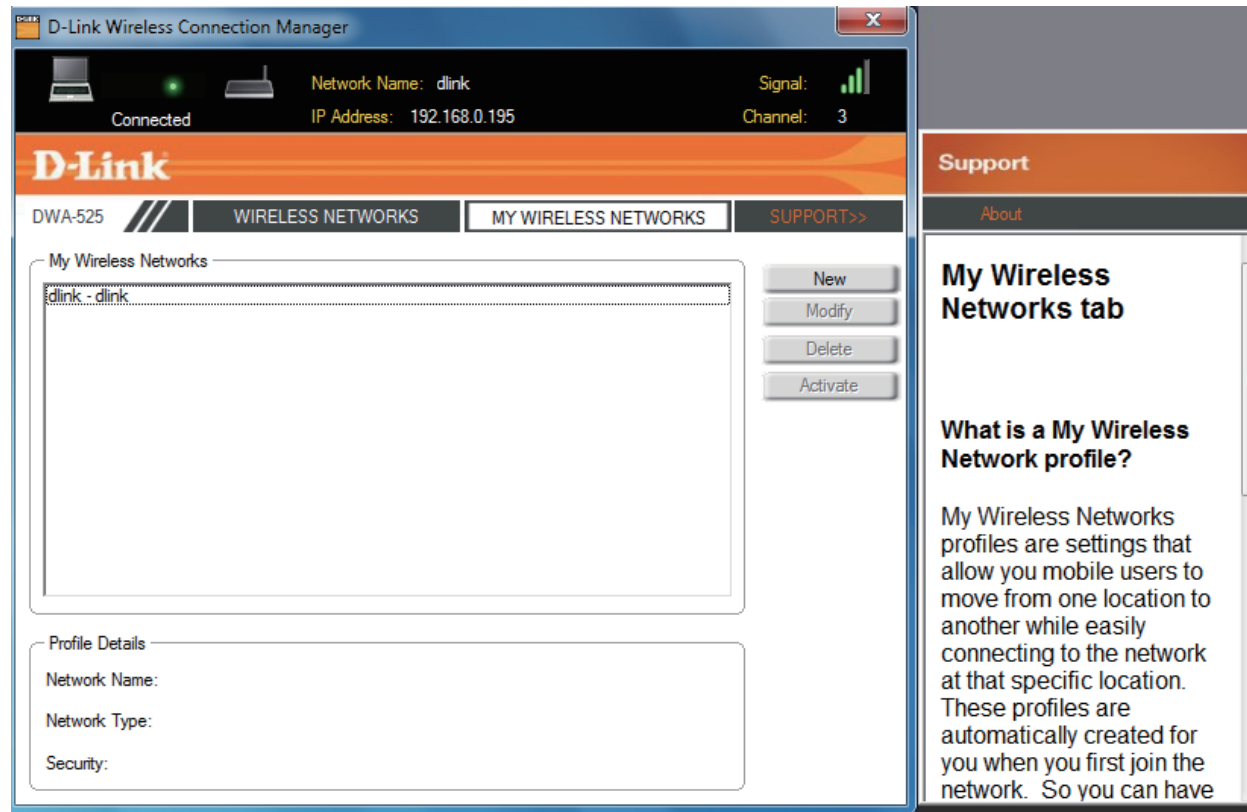 D-Link Wireless Connection Manager
Network Name: dlink
Signal:
Connected
IP Address: 192.168.0.195
Channel: 3
D-Link
DWA-525
WIRELESS NETWORKS
MY WIRELESS NETWORKS
SUPPORT>>
My Wireless Networks
dlink - dlink
New
Modify
Delete
Activate
Profile Details
Network Name:
Network Type:
Security:
Support
About
My Wireless
Networks tab
What is a My Wireless
Network profile?
My Wireless Networks
profiles are settings that
allow you mobile users to
move from one location to
another while easily
connecting to the network
at that specific location.
These profiles are
automatically created for
you when you first join the
network.  So you can have